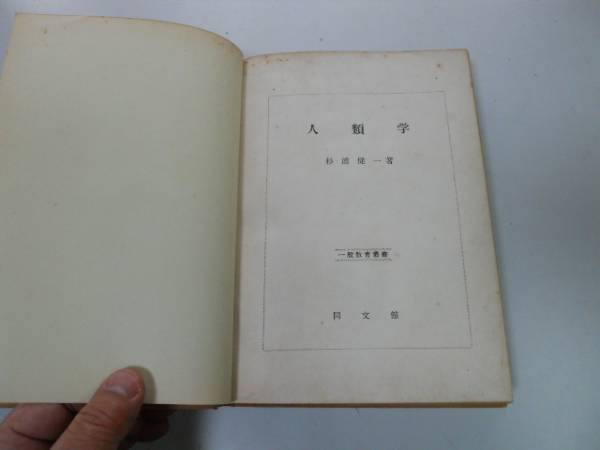 人類学
杉浦健一著
一般教育叢書
同文館